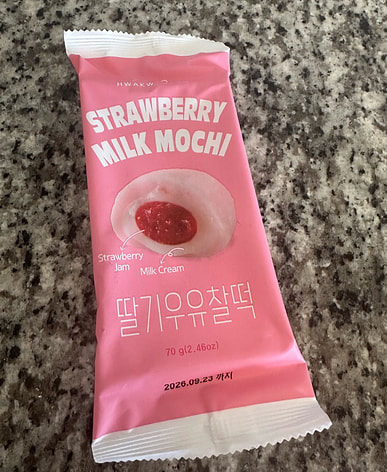 STRAWBERRY
MILK MOCHI
Strawberry
Jam
Milk Cream
딸기우유찰떡
70 g(2.46oz)
2026.09.23 까지